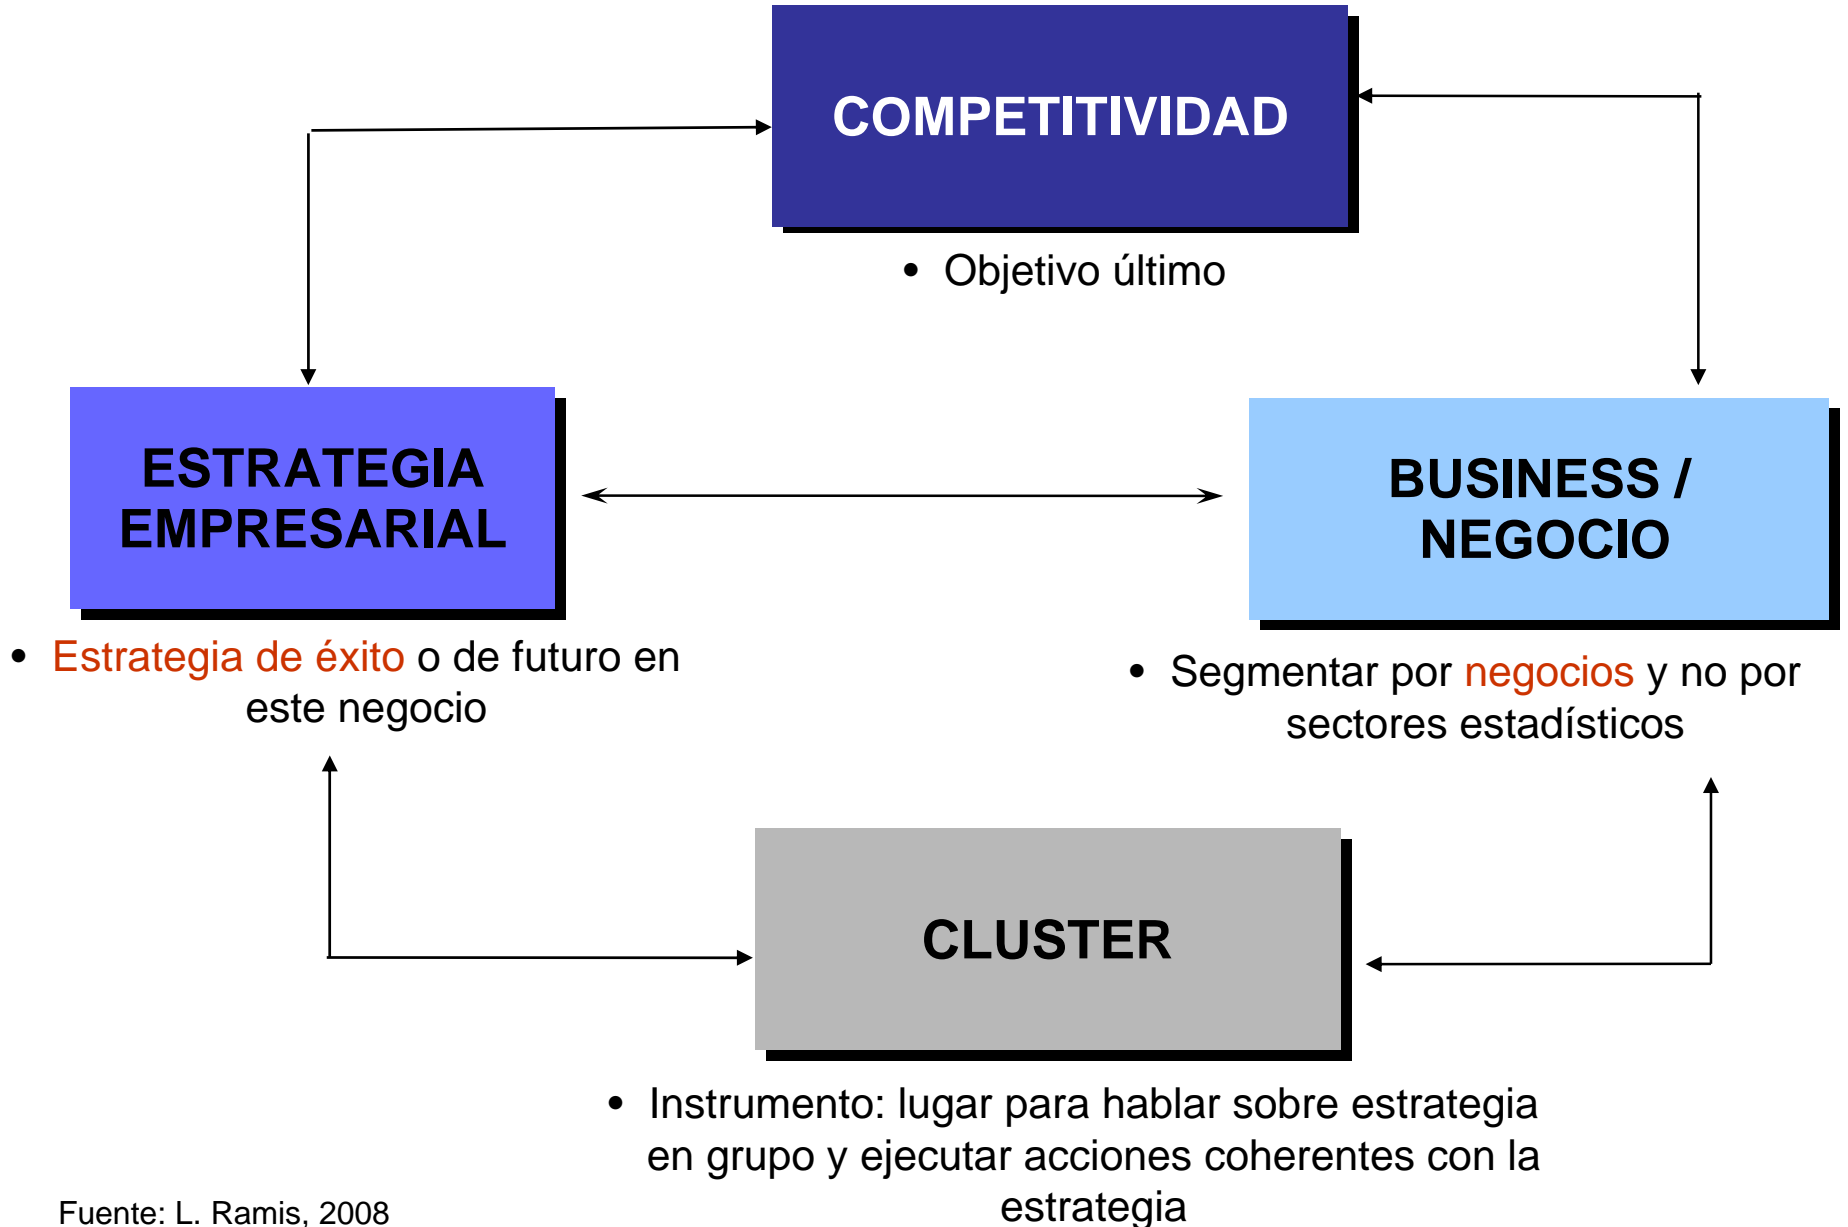 COMPETITIVIDAD
• Objetivo último
ESTRATEGIA
EMPRESARIAL
• Estrategia de éxito o de futuro en
este negocio
BUSINESS /
NEGOCIO
• Segmentar por negocios y no por
sectores estadísticos
CLUSTER
• Instrumento: lugar para hablar sobre estrategia
en grupo y ejecutar acciones coherentes con la
estrategia
Fuente: L. Ramis, 2008